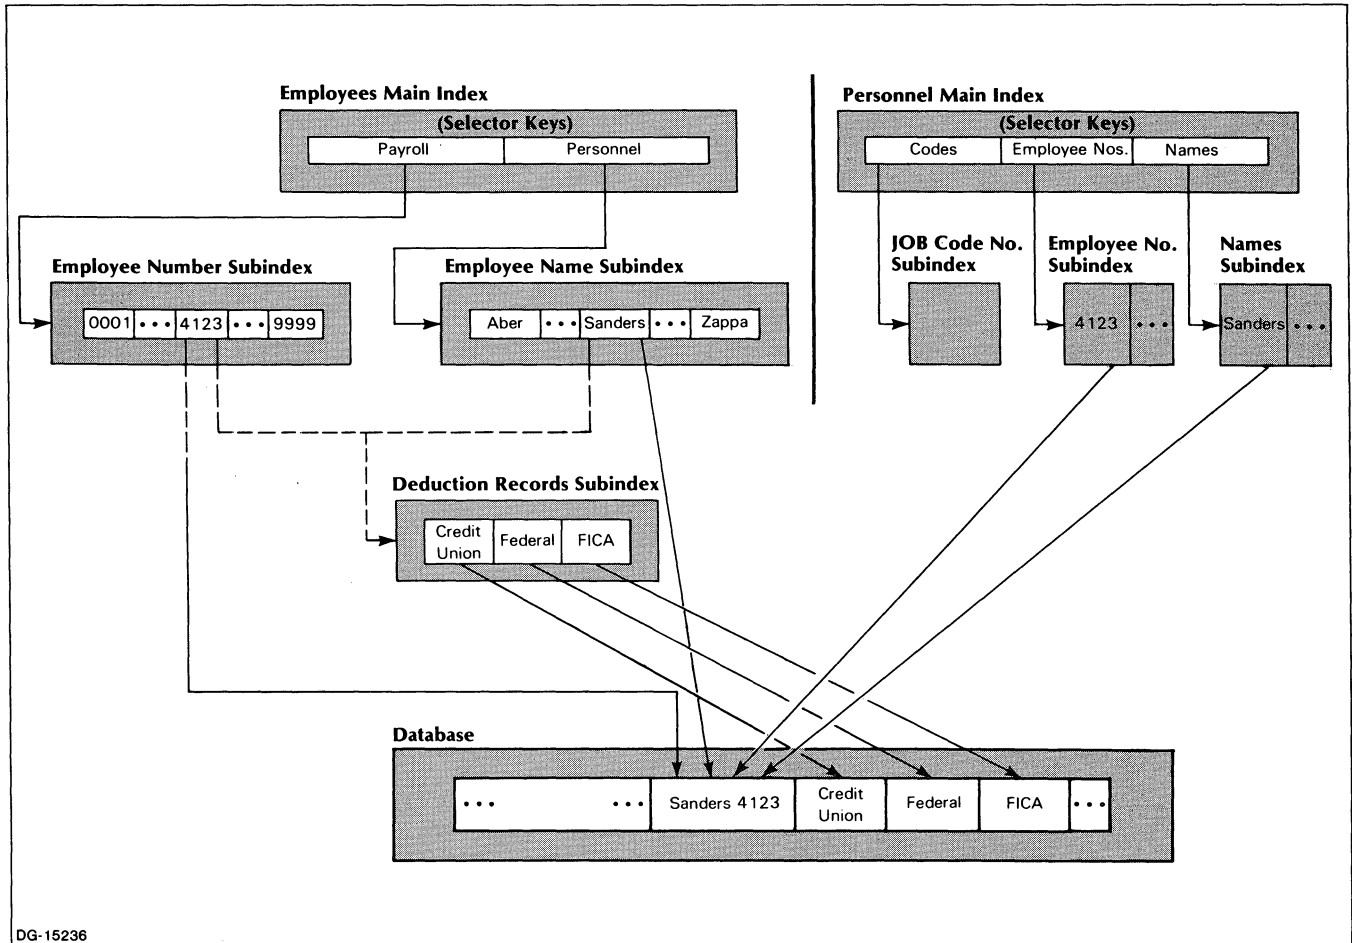 Employees Main Index
(Selector Keys)
Payroll Personnel
Personnel Main Index
(Selector Keys)
Codes Employee Nos. Names
Employee Number Subindex
0001 ••• 4123 ••• 9999
Employee Name Subindex
Aber ••• Sanders ••• Zappa
JOB Code No.
Subindex
Employee No.
Subindex
4123 •••
Names
Subindex
Sanders •••
Deduction Records Subindex
Credit
Union
Federal
FICA
Database
••• ••• Sanders 4123
Credit
Union
Federal
FICA
•••
DG-15236